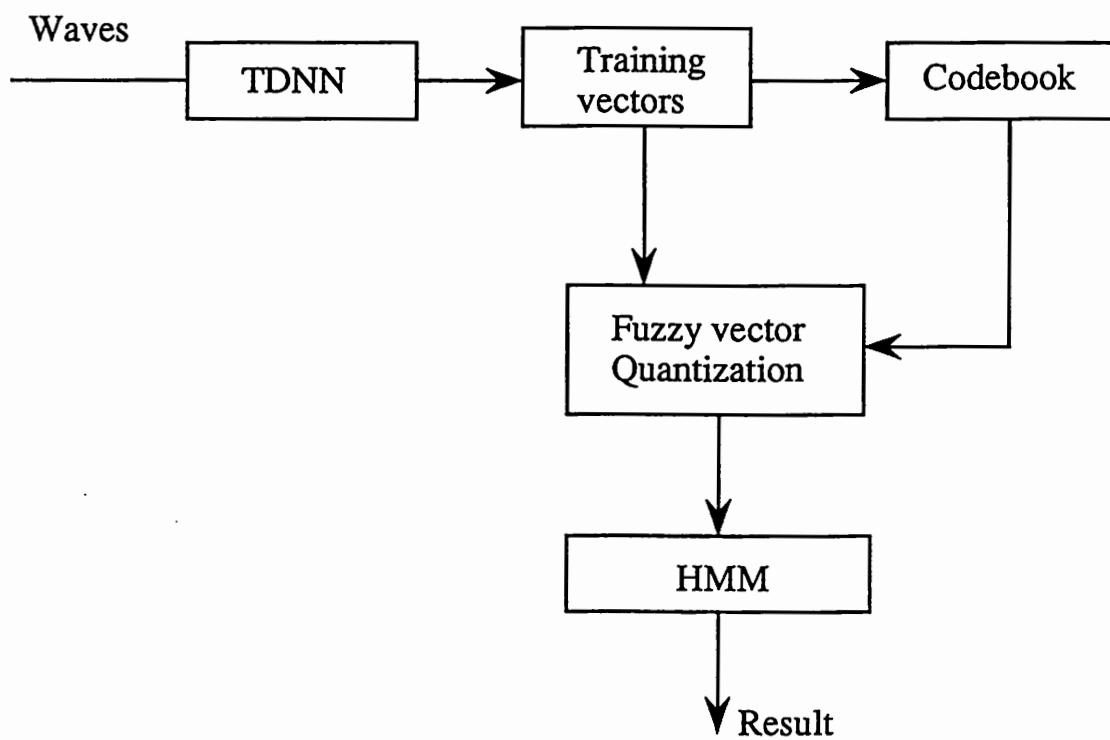 Waves
TDNN
Training
vectors
Codebook
Fuzzy vector
Quantization
HMM
Result